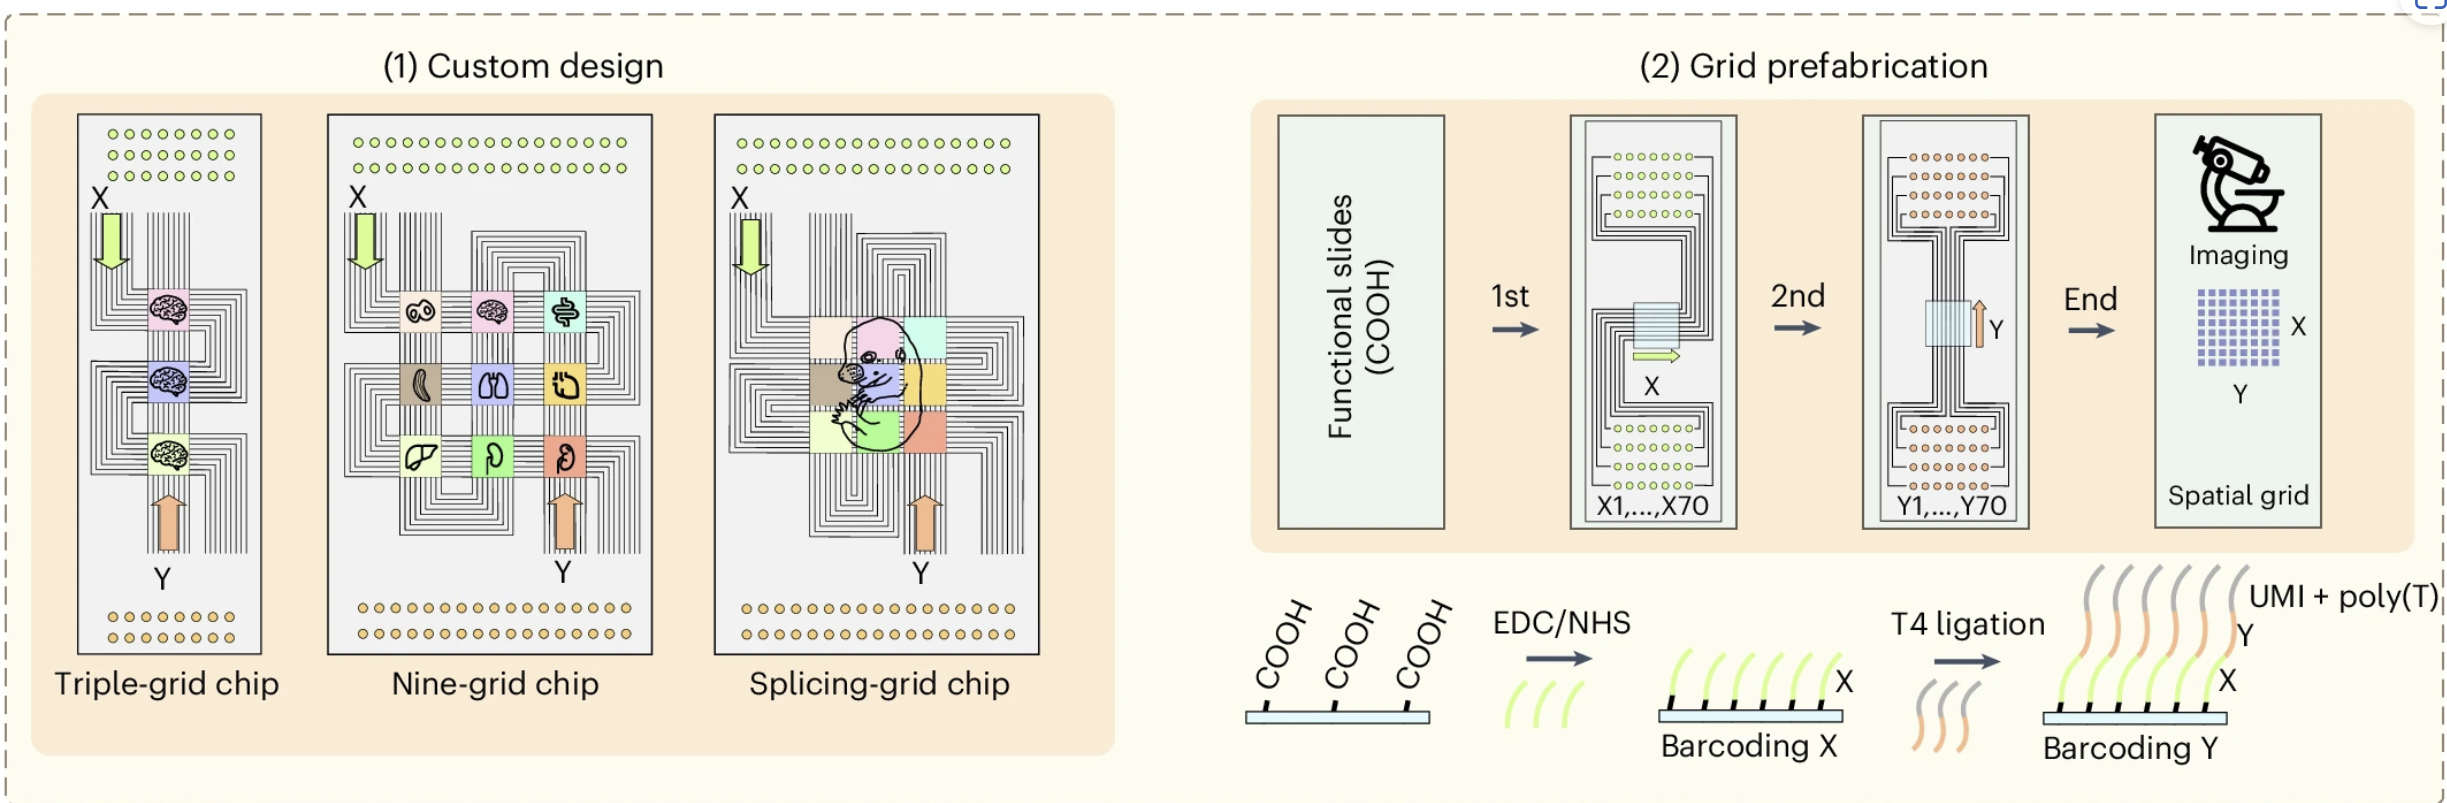 (1) Custom design
X
Y
Triple-grid chip
X
Y
Nine-grid chip
X
Y
Splicing-grid chip
(2) Grid prefabrication
Functional slides
(COOH)
1st
X
X1,...,X70
2nd
Y
Y1,...,Y70
End
Imaging
X
Y
Spatial grid
COOH
COOH
COOH
EDC/NHS
X
Barcoding X
T4 ligation
UMI + poly(T)
Y
X
Barcoding Y